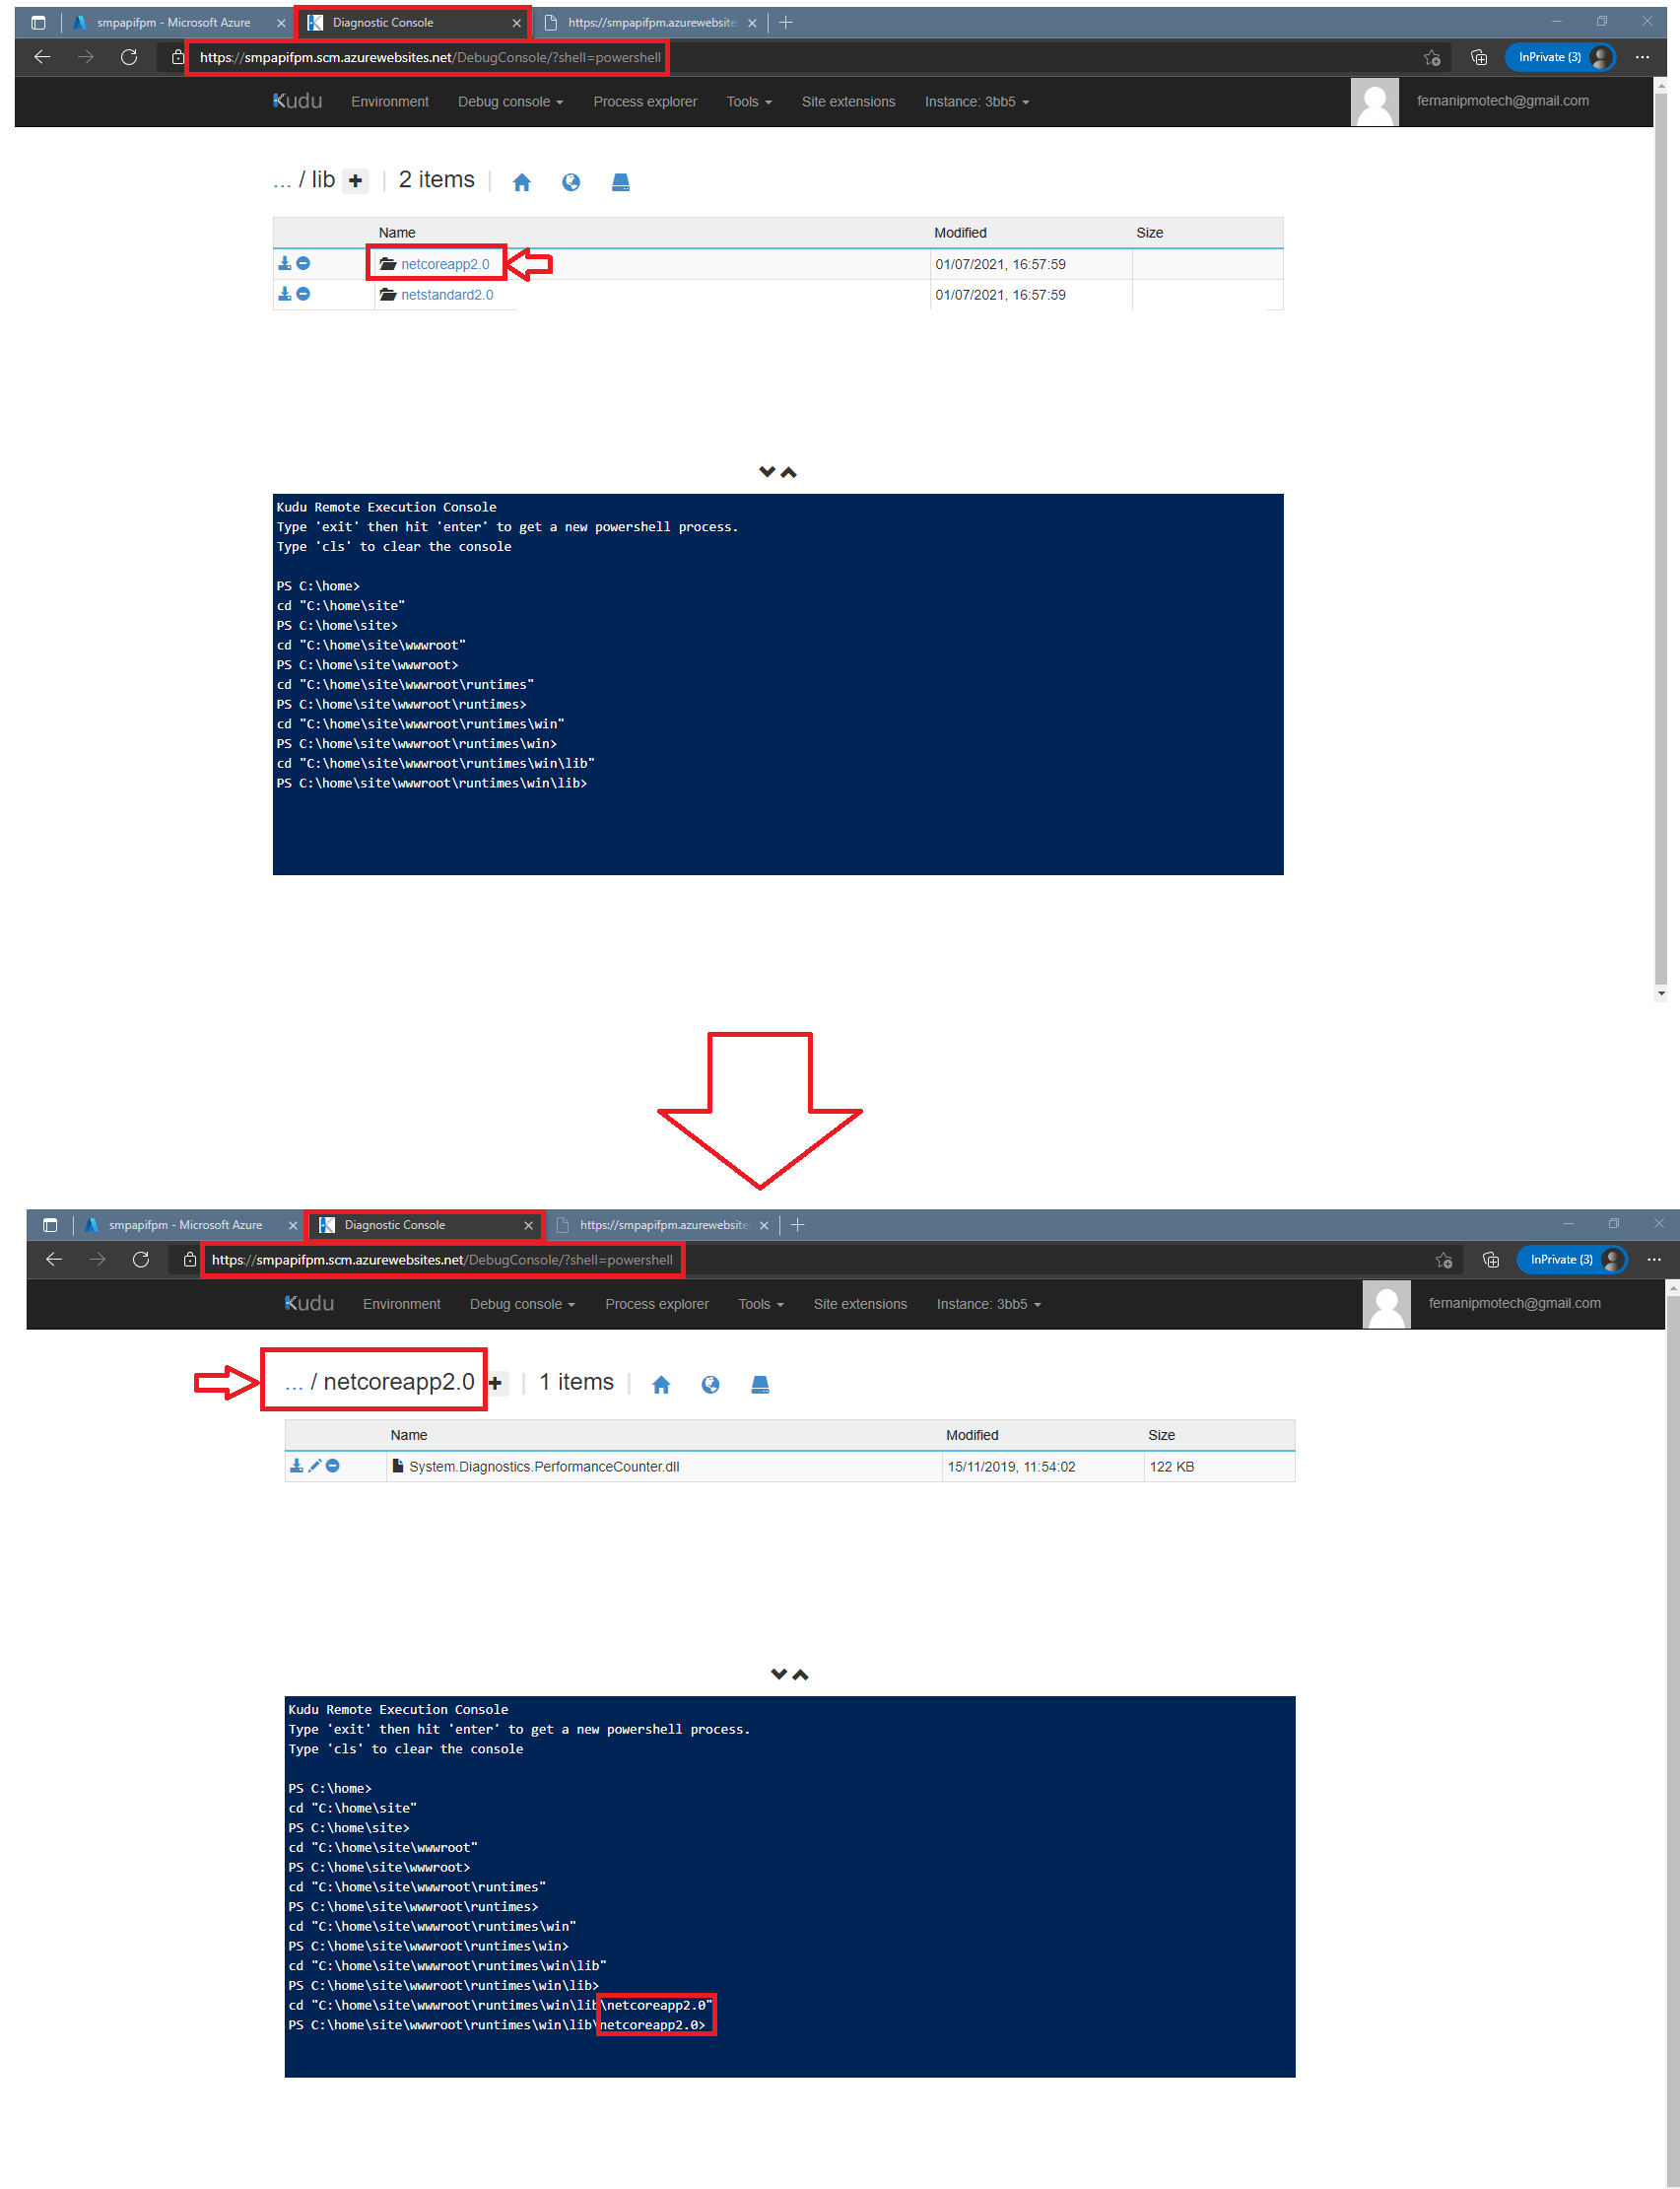 smpapifpm - Microsoft Azure
Diagnostic Console
https://smpapifpm.azurewebsite
https://smpapifpm.scm.azurewebsites.net/DebugConsole/?shell=powershell
InPrivate (3)
Kudu Environment Debug console Process explorer Tools Site extensions Instance: 3bb5 fernanipmotech@gmail.com
... / lib + | 2 items |
Name Modified Size
netcoreapp2.0 01/07/2021, 16:57:59
netstandard2.0 01/07/2021, 16:57:59
Kudu Remote Execution Console
Type 'exit' then hit 'enter' to get a new powershell process.
Type 'cls' to clear the console
PS C:\home>
cd "C:\home\site"
PS C:\home\site>
cd "C:\home\site\wwwroot"
PS C:\home\site\wwwroot>
cd "C:\home\site\wwwroot\runtimes"
PS C:\home\site\wwwroot\runtimes>
cd "C:\home\site\wwwroot\runtimes\win"
PS C:\home\site\wwwroot\runtimes\win>
cd "C:\home\site\wwwroot\runtimes\win\lib"
PS C:\home\site\wwwroot\runtimes\win\lib>
smpapifpm - Microsoft Azure
Diagnostic Console
https://smpapifpm.azurewebsite
https://smpapifpm.scm.azurewebsites.net/DebugConsole/?shell=powershell
InPrivate (3)
Kudu Environment Debug console Process explorer Tools Site extensions Instance: 3bb5 fernanipmotech@gmail.com
... / netcoreapp2.0 + | 1 items |
Name Modified Size
System.Diagnostics.PerformanceCounter.dll 15/11/2019, 11:54:02 122 KB
Kudu Remote Execution Console
Type 'exit' then hit 'enter' to get a new powershell process.
Type 'cls' to clear the console
PS C:\home>
cd "C:\home\site"
PS C:\home\site>
cd "C:\home\site\wwwroot"
PS C:\home\site\wwwroot>
cd "C:\home\site\wwwroot\runtimes"
PS C:\home\site\wwwroot\runtimes>
cd "C:\home\site\wwwroot\runtimes\win"
PS C:\home\site\wwwroot\runtimes\win>
cd "C:\home\site\wwwroot\runtimes\win\lib"
PS C:\home\site\wwwroot\runtimes\win\lib>
cd "C:\home\site\wwwroot\runtimes\win\lib\netcoreapp2.0"
PS C:\home\site\wwwroot\runtimes\win\lib\netcoreapp2.0>